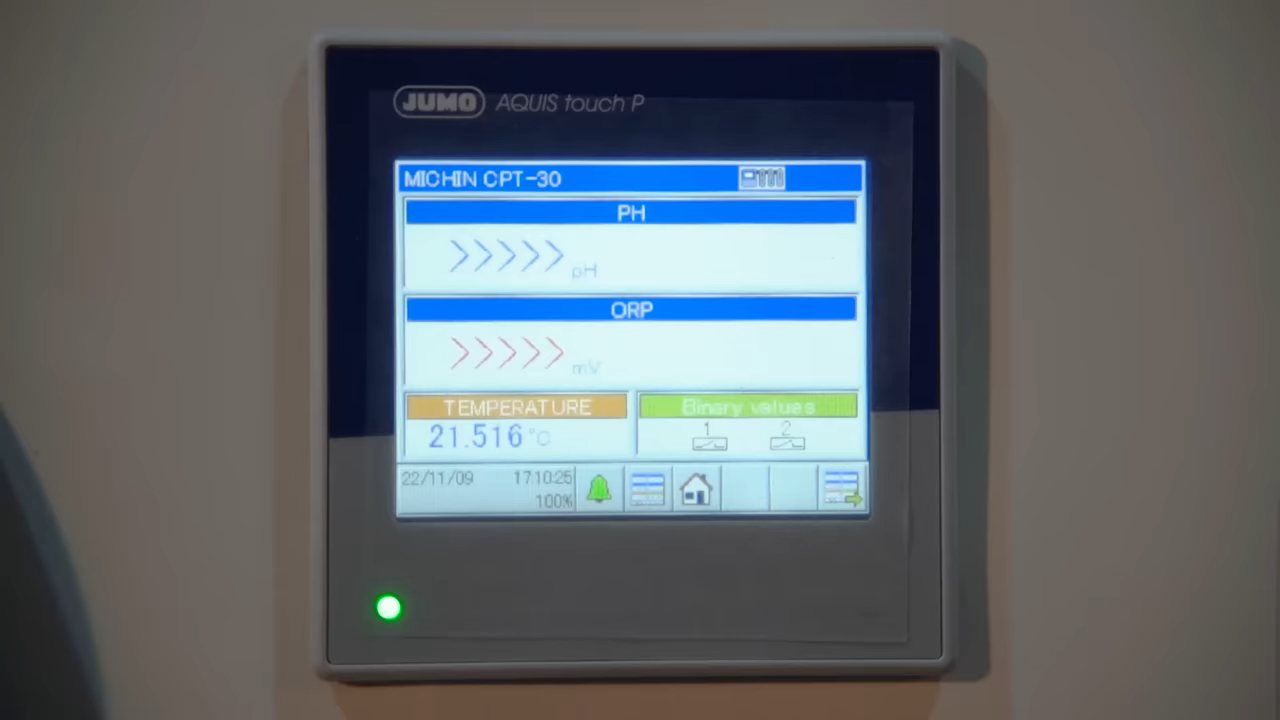 JUMO AQUIS touch P
MICHIN CPT-30
PH
>>>>> pH
ORP
>>>>> mV
TEMPERATURE
21.516 °C
Binary values
1 2
22/11/09 17:10:25
100%